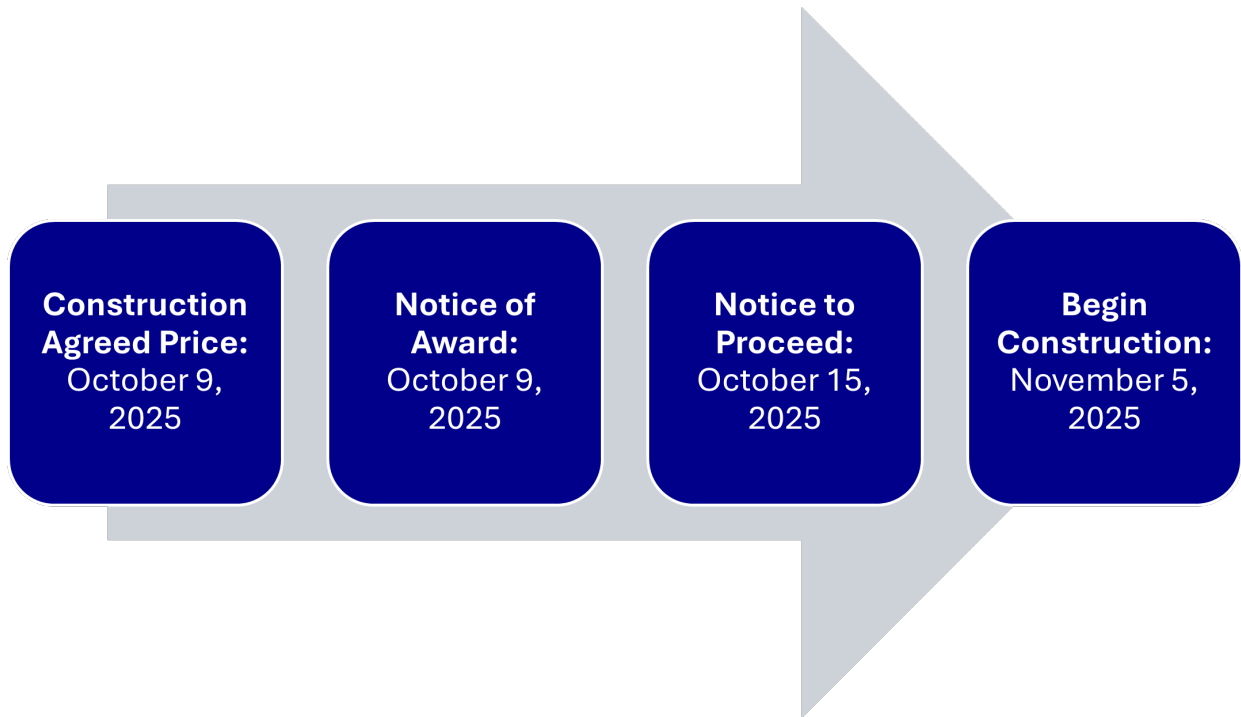 Construction
Agreed Price:
October 9,
2025
Notice of
Award:
October 9,
2025
Notice to
Proceed:
October 15,
2025
Begin
Construction:
November 5,
2025